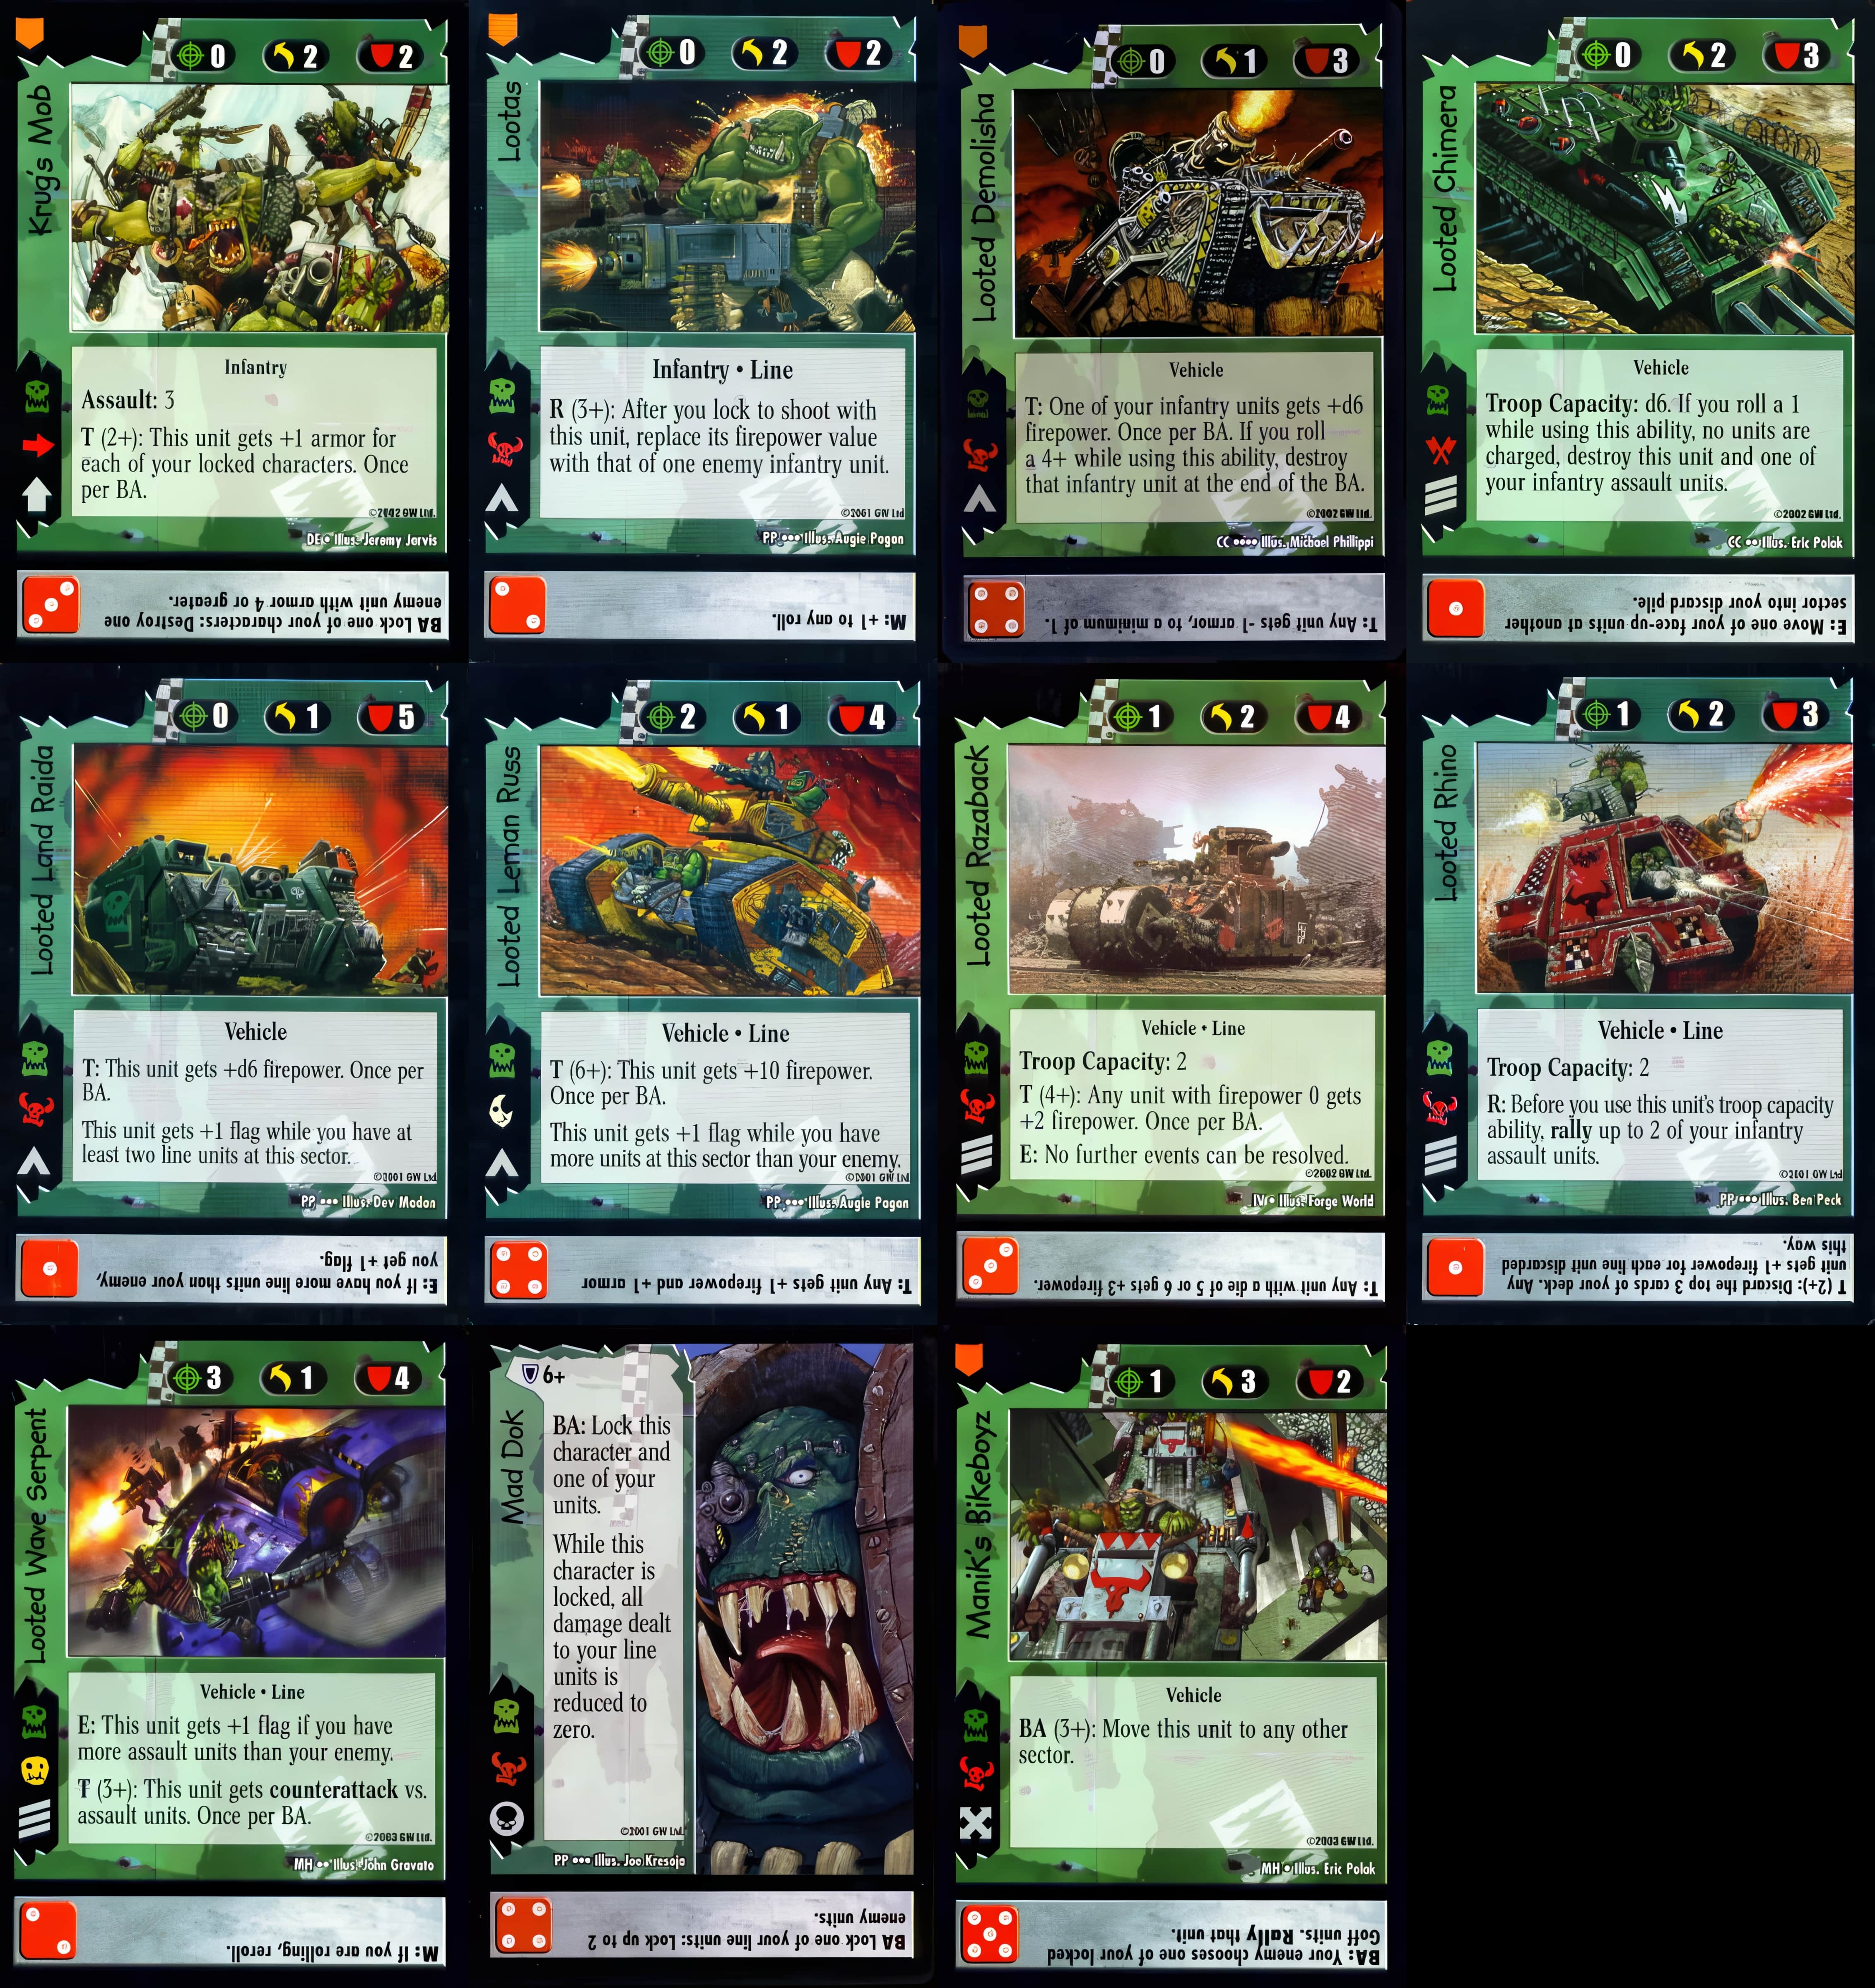 Krug's Mob
0 2 2
Infantry
Assault: 3
T (2+): This unit gets +1 armor for
each of your locked characters. Once
per BA.
©2002 GW Ltd.
DE • Illus. Jeremy Jarvis
BA Lock one of your characters: Destroy one
enemy unit with armor 4 or greater.
Lootas
0 2 2
Infantry • Line
R (3+): After you lock to shoot with
this unit, replace its firepower value
with that of one enemy infantry unit.
©2001 GW Ltd
PP ••• Illus. Augie Pagan
M: +1 to any roll.
Looted Demolisha
0 1 3
Vehicle
T: One of your infantry units gets +d6
firepower. Once per BA. If you roll
a 4+ while using this ability, destroy
that infantry unit at the end of the BA.
©2002 GW Ltd.
CC •••• Illus. Michael Phillippi
T: Any unit gets -1 armor, to a minimum of 1.
Looted Chimera
0 2 3
Vehicle
Troop Capacity: d6. If you roll a 1
while using this ability, no units are
charged, destroy this unit and one of
your infantry assault units.
©2002 GW Ltd.
CC •• Illus. Eric Polak
E: Move one of your face-up units at another
sector into your discard pile.
Looted Land Raida
0 1 5
Vehicle
T: This unit gets +d6 firepower. Once per
BA.
This unit gets +1 flag while you have at
least two line units at this sector.
©2001 GW Ltd
PP ••• Illus. Dev Madan
E: If you have more line units than your enemy,
you get +1 flag.
Looted Leman Russ
2 1 4
Vehicle • Line
T (6+): This unit gets +10 firepower.
Once per BA.
This unit gets +1 flag while you have
more units at this sector than your enemy.
©2001 GW Ltd
PP ••• Illus. Augie Pagan
T: Any unit gets +1 firepower and +1 armor
Looted Razaback
1 2 4
Vehicle • Line
Troop Capacity: 2
T (4+): Any unit with firepower 0 gets
+2 firepower. Once per BA.
E: No further events can be resolved.
©2002 GW Ltd.
IV • Illus. Forge World
T: Any unit with a die of 5 or 6 gets +3 firepower.
Looted Rhino
1 2 3
Vehicle • Line
Troop Capacity: 2
R: Before you use this unit's troop capacity
ability, rally up to 2 of your infantry
assault units.
©2001 GW Ltd
PP ••• Illus. Ben Peck
T (2+): Discard the top 3 cards of your deck. Any
unit gets +1 firepower for each line unit discarded
this way.
Looted Wave Serpent
3 1 4
Vehicle • Line
E: This unit gets +1 flag if you have
more assault units than your enemy.
T (3+): This unit gets counterattack vs.
assault units. Once per BA.
©2003 GW Ltd.
MH •• Illus. John Gravato
M: If you are rolling, reroll.
Mad Dok
6+
BA: Lock this
character and
one of your
units.
While this
character is
locked, all
damage dealt
to your line
units is
reduced to
zero.
©2001 GW Ltd.
PP ••• Illus. Joe Kresoja
BA Lock one of your line units: Lock up to 2
enemy units.
Manik's Bikeboyz
1 3 2
Vehicle
BA (3+): Move this unit to any other
sector.
©2003 GW Ltd.
MH • Illus. Eric Polak
BA: Your enemy chooses one of your locked
Goff units. Rally that unit.